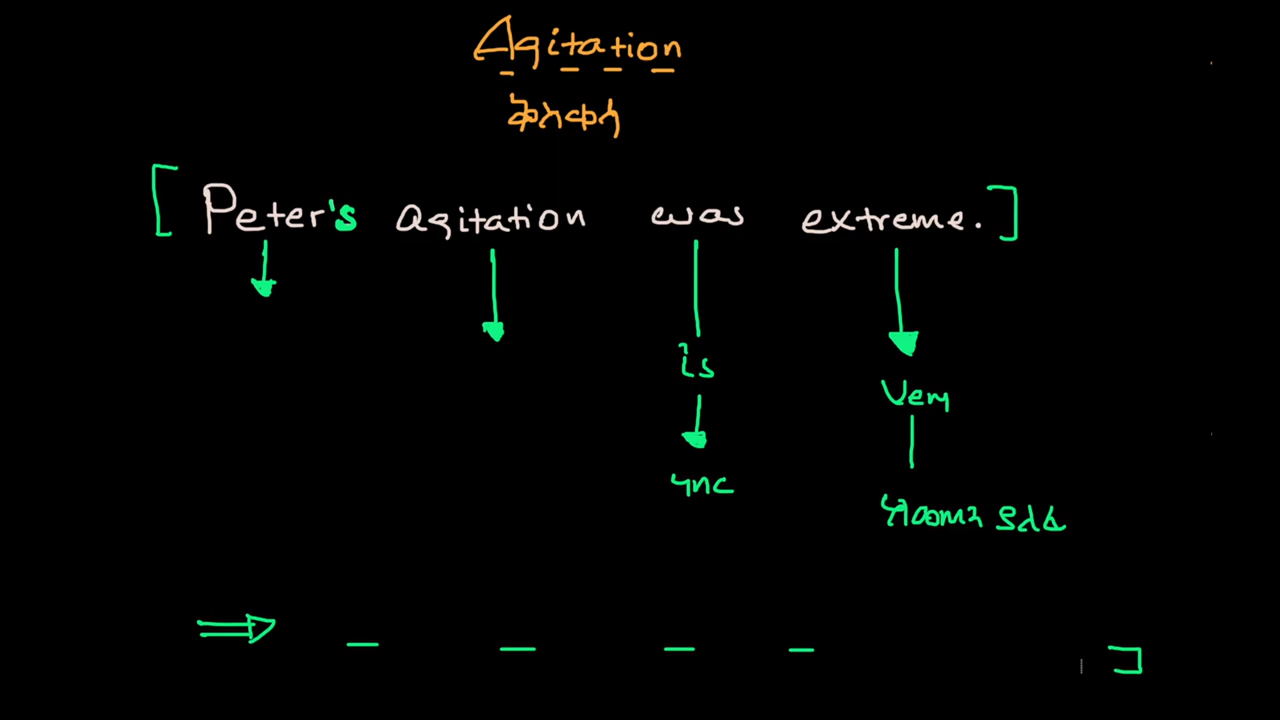 Agitation
ቅስቀሳ
[ Peter's agitation was extreme. ]
is
Very
ነበር
ከመጠን ያለፈ